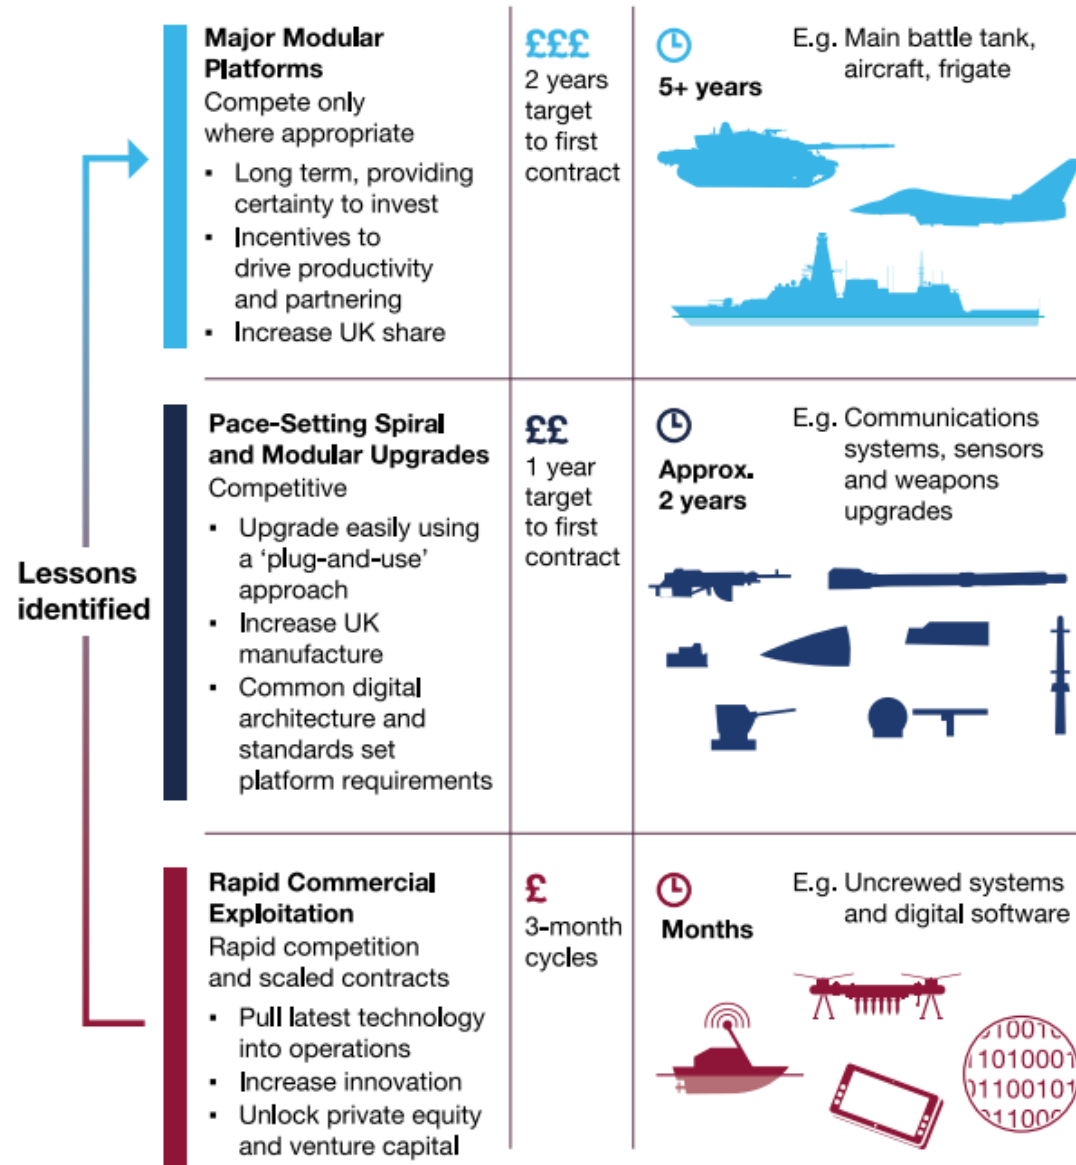 Major Modular
Platforms
Compete only
where appropriate
▪ Long term, providing
certainty to invest
▪ Incentives to
drive productivity
and partnering
▪ Increase UK share
£££
2 years
target
to first
contract
5+ years
E.g. Main battle tank,
aircraft, frigate
Lessons
identified
Pace-Setting Spiral
and Modular Upgrades
Competitive
▪ Upgrade easily using
a ‘plug-and-use’
approach
▪ Increase UK
manufacture
▪ Common digital
architecture and
standards set
platform requirements
££
1 year
target
to first
contract
Approx.
2 years
E.g. Communications
systems, sensors
and weapons
upgrades
Rapid Commercial
Exploitation
Rapid competition
and scaled contracts
▪ Pull latest technology
into operations
▪ Increase innovation
▪ Unlock private equity
and venture capital
£
3-month
cycles
Months
E.g. Uncrewed systems
and digital software
1010001
01100101